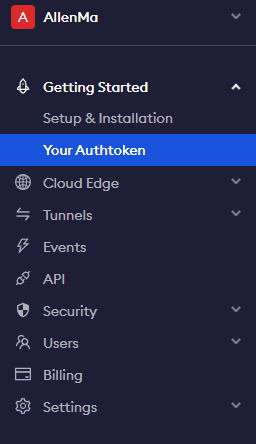 A AllenMa
Getting Started
Setup & Installation
Your Authtoken
Cloud Edge
Tunnels
Events
API
Security
Users
Billing
Settings